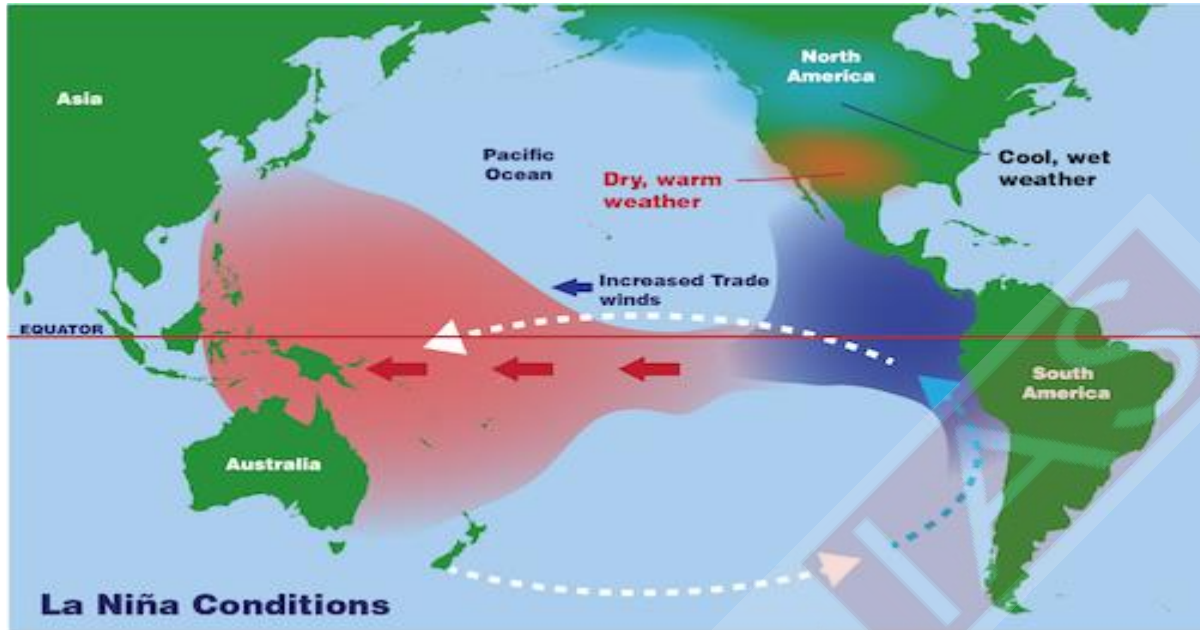 Asia
North
America
Pacific
Ocean
Cool, wet
weather
Dry, warm
weather
Increased Trade
winds
EQUATOR
South
America
Australia
La Niña Conditions
IAS